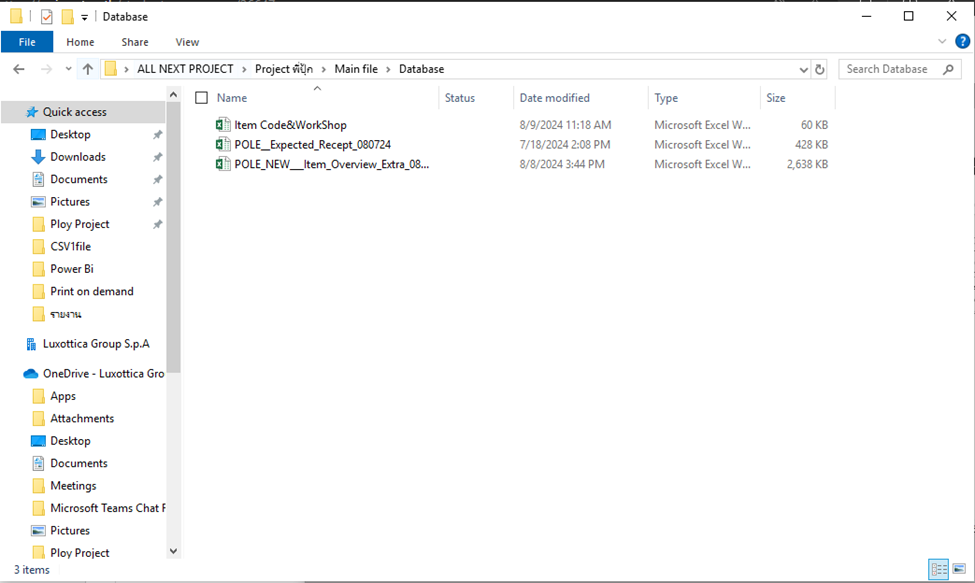 Database
File Home Share View
ALL NEXT PROJECT > Project พี่ปุ๊ก > Main file > Database
Search Database
Name Status Date modified Type Size
Item Code&WorkShop 8/9/2024 11:18 AM Microsoft Excel W... 60 KB
POLE__Expected_Recept_080724 7/18/2024 2:08 PM Microsoft Excel W... 428 KB
POLE_NEW___Item_Overview_Extra_08... 8/8/2024 3:44 PM Microsoft Excel W... 2,638 KB
Quick access
Desktop
Downloads
Documents
Pictures
Ploy Project
CSV1file
Power Bi
Print on demand
รายงาน
Luxottica Group S.p.A
OneDrive - Luxottica Gro
Apps
Attachments
Desktop
Documents
Meetings
Microsoft Teams Chat F
Pictures
Ploy Project
3 items